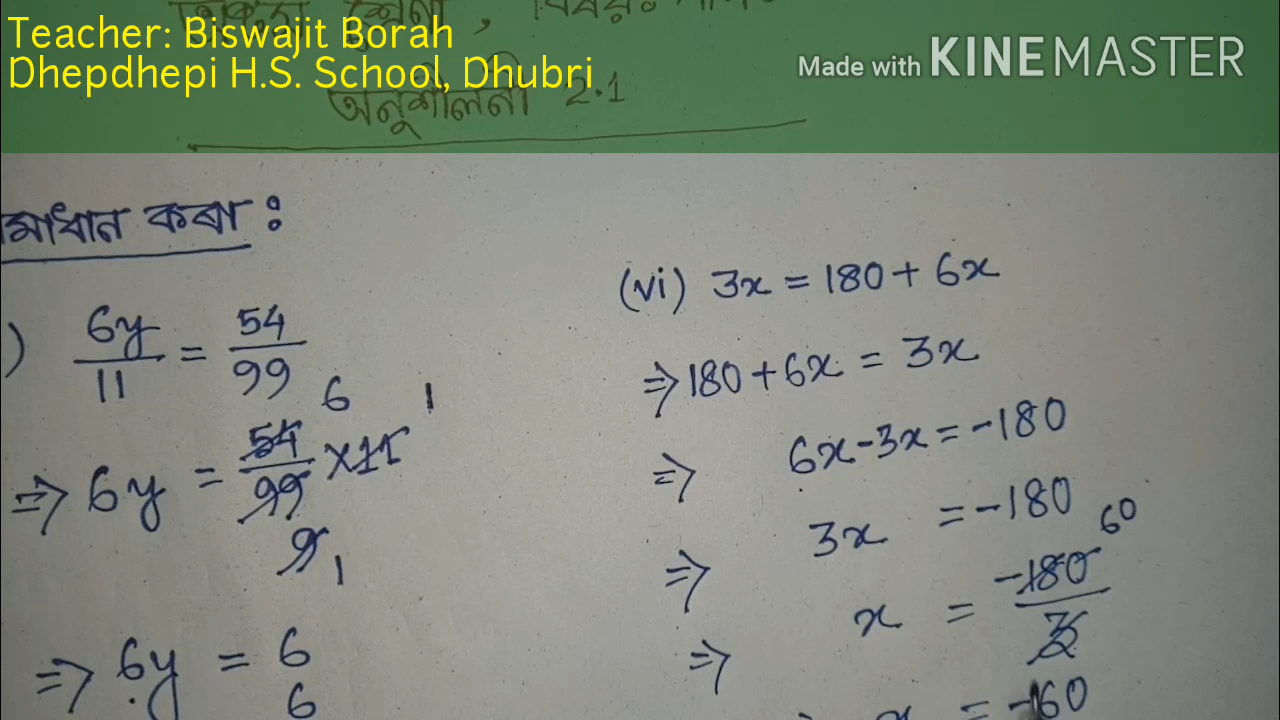 Teacher: Biswajit Borah
Dhepdhepi H.S. School, Dhubri
Made with KINEMASTER
অনুশীলনী 2.1
কৰা :
) 6y/11 = 54/99
⇒ 6y = 54/99 × 11
6 1
9 1
⇒ 6y = 6
6
(vi) 3x = 180 + 6x
⇒ 180 + 6x = 3x
⇒ 6x - 3x = -180
⇒ 3x = -180
⇒ x = -180/3
60
x = -60